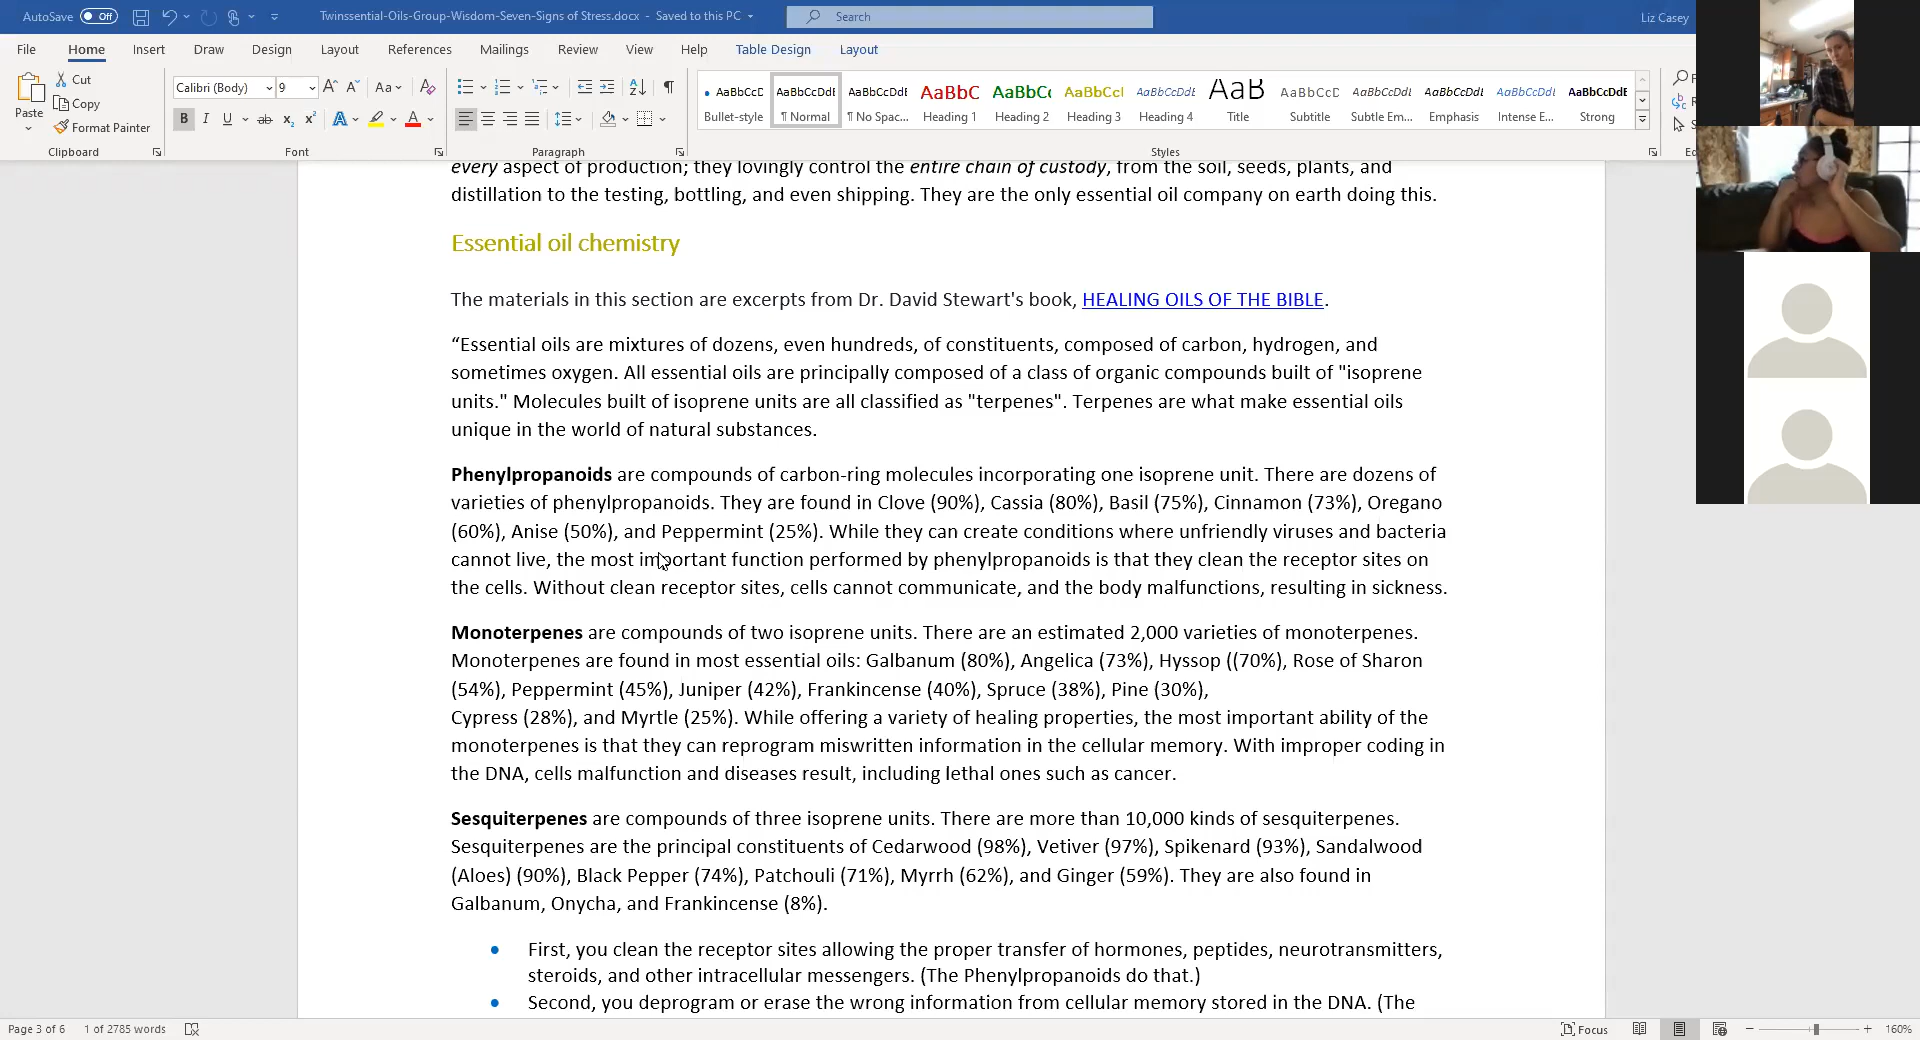 AutoSave Off Twinssential-Oils-Group-Wisdom-Seven-Signs of Stress.docx - Saved to this PC Search Liz Casey
File Home Insert Draw Design Layout References Mailings Review View Help Table Design Layout
Paste Cut Copy Format Painter
Calibri (Body) 9
AaBbCcD AaBbCcDdE AaBbCcDdE AaBbC AaBbCc AaBbCcI AaBbCcDdE AaB AaBbCcD AaBbCcDdE AaBbCcDdE AaBbCcDdE AaBbCcDdE
Bullet-style ¶ Normal ¶ No Spac... Heading 1 Heading 2 Heading 3 Heading 4 Title Subtitle Subtle Em... Emphasis Intense E... Strong
Clipboard Font Paragraph Styles
every aspect of production; they lovingly control the entire chain of custody, from the soil, seeds, plants, and
distillation to the testing, bottling, and even shipping. They are the only essential oil company on earth doing this.
Essential oil chemistry
The materials in this section are excerpts from Dr. David Stewart's book, HEALING OILS OF THE BIBLE.
“Essential oils are mixtures of dozens, even hundreds, of constituents, composed of carbon, hydrogen, and
sometimes oxygen. All essential oils are principally composed of a class of organic compounds built of "isoprene
units." Molecules built of isoprene units are all classified as "terpenes". Terpenes are what make essential oils
unique in the world of natural substances.
Phenylpropanoids are compounds of carbon-ring molecules incorporating one isoprene unit. There are dozens of
varieties of phenylpropanoids. They are found in Clove (90%), Cassia (80%), Basil (75%), Cinnamon (73%), Oregano
(60%), Anise (50%), and Peppermint (25%). While they can create conditions where unfriendly viruses and bacteria
cannot live, the most important function performed by phenylpropanoids is that they clean the receptor sites on
the cells. Without clean receptor sites, cells cannot communicate, and the body malfunctions, resulting in sickness.
Monoterpenes are compounds of two isoprene units. There are an estimated 2,000 varieties of monoterpenes.
Monoterpenes are found in most essential oils: Galbanum (80%), Angelica (73%), Hyssop ((70%), Rose of Sharon
(54%), Peppermint (45%), Juniper (42%), Frankincense (40%), Spruce (38%), Pine (30%),
Cypress (28%), and Myrtle (25%). While offering a variety of healing properties, the most important ability of the
monoterpenes is that they can reprogram miswritten information in the cellular memory. With improper coding in
the DNA, cells malfunction and diseases result, including lethal ones such as cancer.
Sesquiterpenes are compounds of three isoprene units. There are more than 10,000 kinds of sesquiterpenes.
Sesquiterpenes are the principal constituents of Cedarwood (98%), Vetiver (97%), Spikenard (93%), Sandalwood
(Aloes) (90%), Black Pepper (74%), Patchouli (71%), Myrrh (62%), and Ginger (59%). They are also found in
Galbanum, Onycha, and Frankincense (8%).
• First, you clean the receptor sites allowing the proper transfer of hormones, peptides, neurotransmitters,
steroids, and other intracellular messengers. (The Phenylpropanoids do that.)
• Second, you deprogram or erase the wrong information from cellular memory stored in the DNA. (The
Page 3 of 6 1 of 2785 words Focus 160%